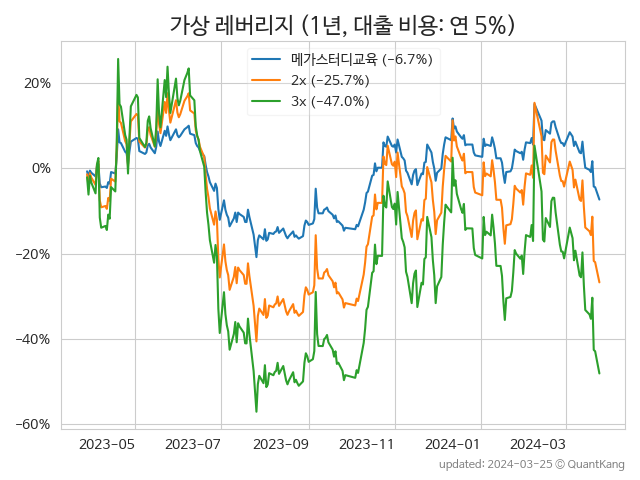 가상 레버리지 (1년, 대출 비용: 연 5%)
메가스터디교육 (−6.7%)
2x (−25.7%)
3x (−47.0%)
20%
0%
−20%
−40%
−60%
2023−05 2023−07 2023−09 2023−11 2024−01 2024−03
updated: 2024−03−25 © QuantKang